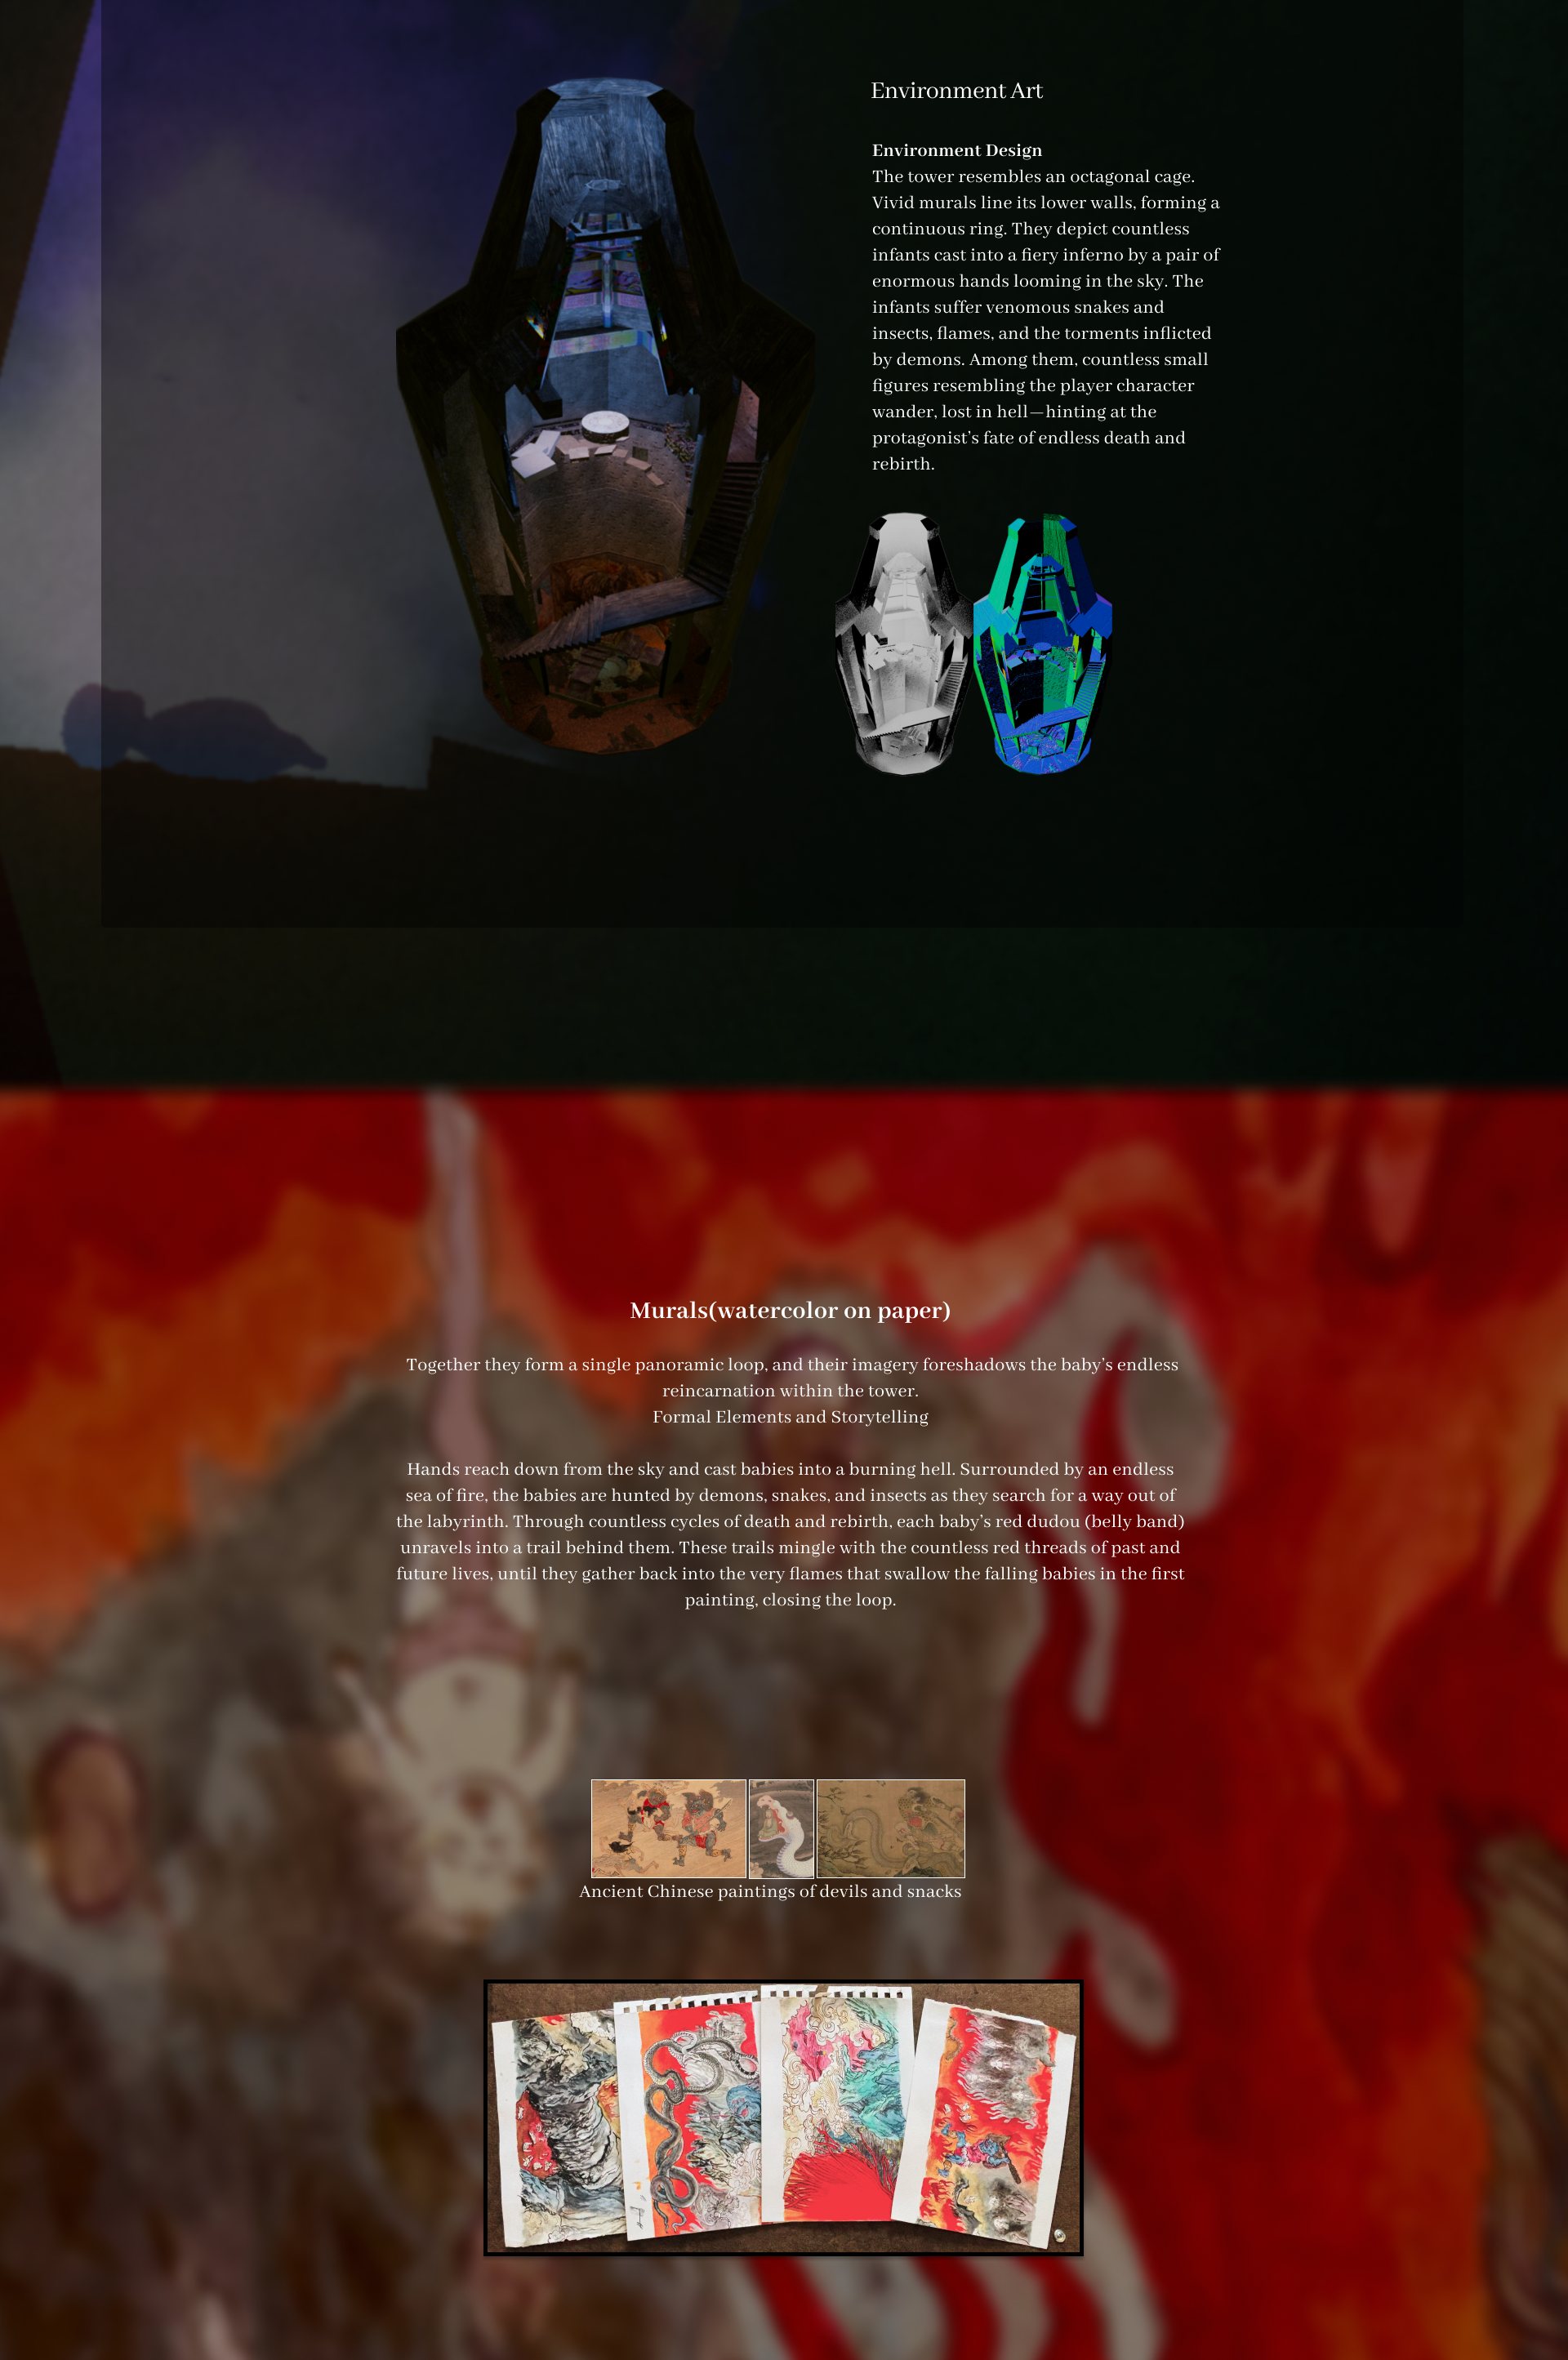 Environment Art
Environment Design
The tower resembles an octagonal cage.
Vivid murals line its lower walls, forming a
continuous ring. They depict countless
infants cast into a fiery inferno by a pair of
enormous hands looming in the sky. The
infants suffer venomous snakes and
insects, flames, and the torments inflicted
by demons. Among them, countless small
figures resembling the player character
wander, lost in hell—hinting at the
protagonist’s fate of endless death and
rebirth.
Murals(watercolor on paper)
Together they form a single panoramic loop, and their imagery foreshadows the baby’s endless
reincarnation within the tower.
Formal Elements and Storytelling
Hands reach down from the sky and cast babies into a burning hell. Surrounded by an endless
sea of fire, the babies are hunted by demons, snakes, and insects as they search for a way out of
the labyrinth. Through countless cycles of death and rebirth, each baby’s red dudou (belly band)
unravels into a trail behind them. These trails mingle with the countless red threads of past and
future lives, until they gather back into the very flames that swallow the falling babies in the first
painting, closing the loop.
Ancient Chinese paintings of devils and snacks